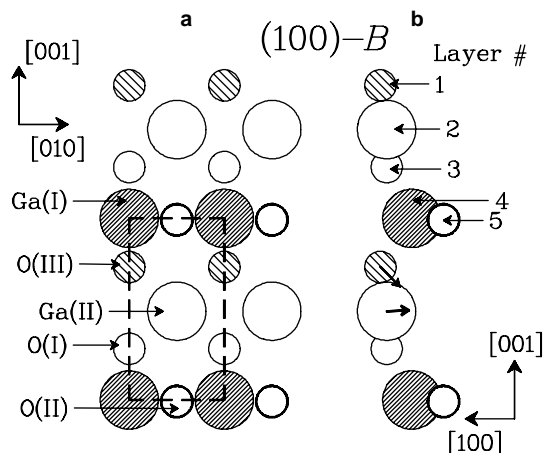 a
b
(100)−B
Layer #
[001]
[010]
1
2
3
4
5
Ga(I)
O(III)
Ga(II)
O(I)
O(II)
[001]
[100]